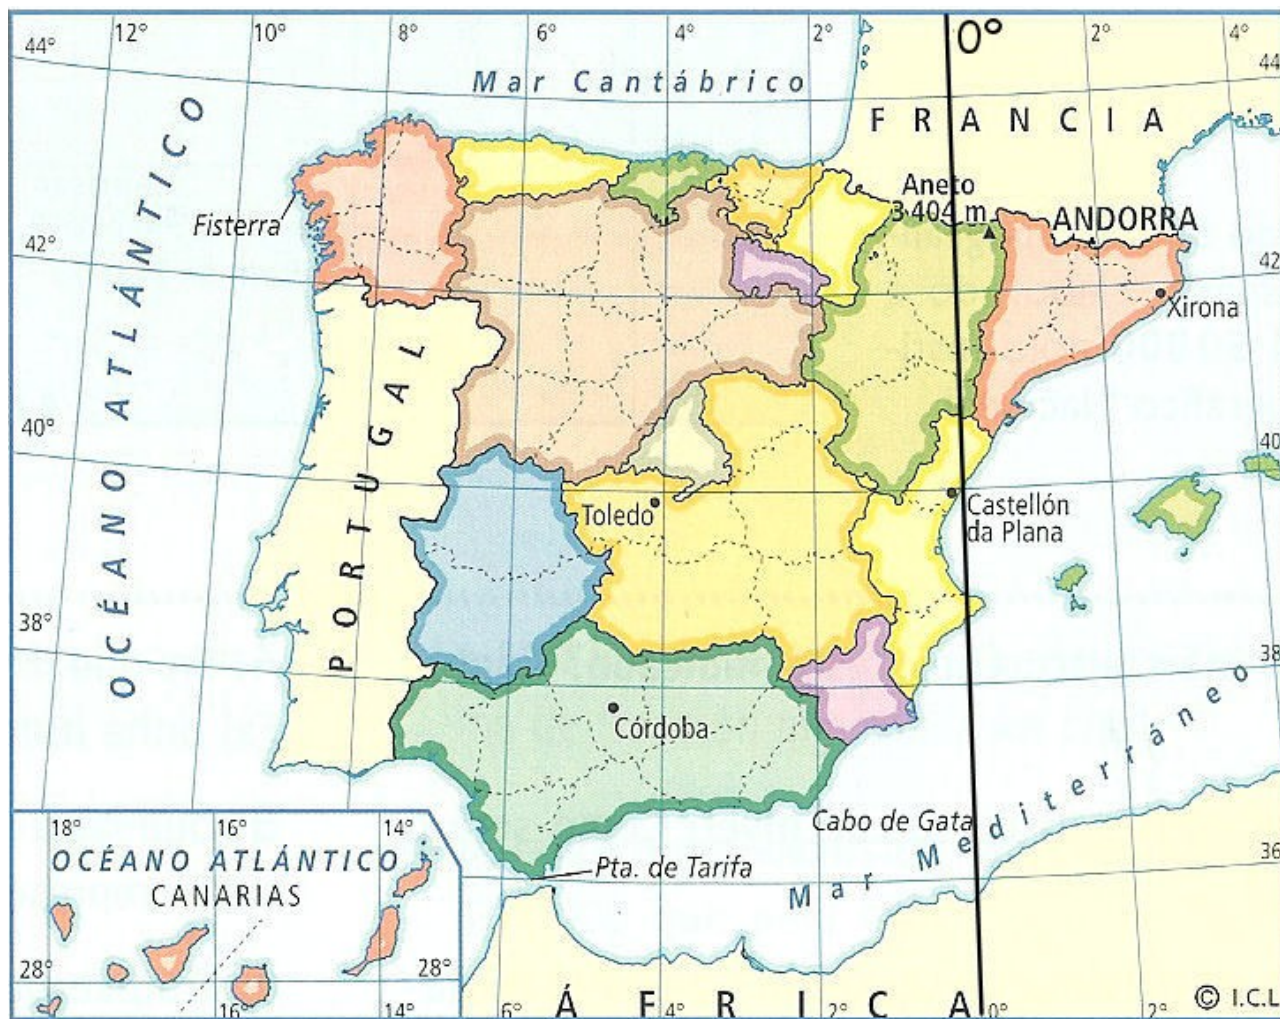 12° 10° 8° 6° 4° 2° 0° 2° 4°
44° 44
Mar Cantábrico
FRANCIA
OCÉANO ATLÁNTICO
Aneto
3 404 m
ANDORRA
Fisterra
42° 42
Xirona
PORTUGAL
40° 40
Toledo
Castellón
da Plana
38° 38
Córdoba
Cabo de Gata
Mar Mediterráneo
Pta. de Tarifa
36
18° 16° 14°
OCÉANO ATLÁNTICO
CANARIAS
28° 28°
16° 14° 6° 4° 2° 0° 2°
ÁFRICA
© I.C.L